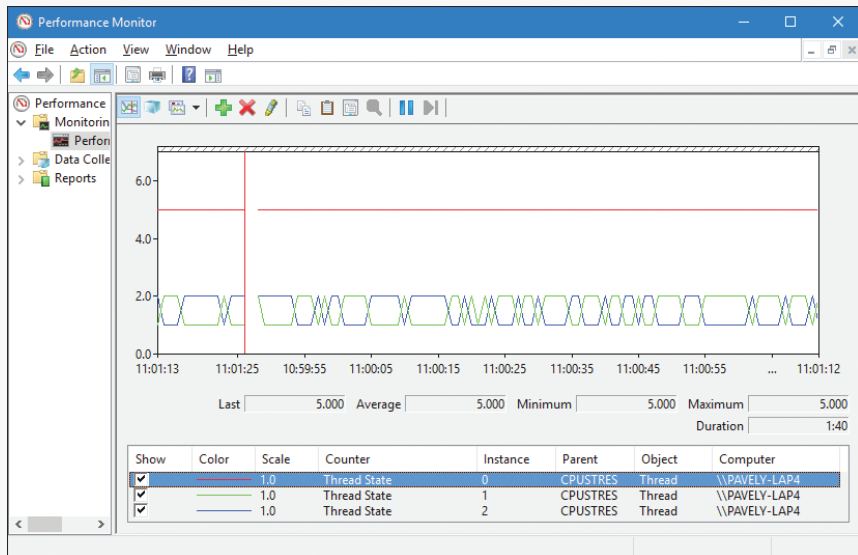 Performance Monitor
File Action View Window Help
Performance
Monitorin
Perforn
Data Colle
Reports
6.0
4.0
2.0
0.0
11:01:13 11:01:25 10:59:55 11:00:05 11:00:15 11:00:25 11:00:35 11:00:45 11:00:55 ... 11:01:12
Last 5.000 Average 5.000 Minimum 5.000 Maximum 5.000
Duration 1:40
Show Color Scale Counter Instance Parent Object Computer
1.0 Thread State 0 CPUSTRES Thread \\PAVELY-LAP4
1.0 Thread State 1 CPUSTRES Thread \\PAVELY-LAP4
1.0 Thread State 2 CPUSTRES Thread \\PAVELY-LAP4